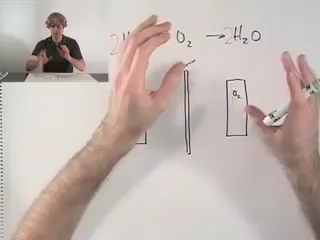 2H O₂ → 2H₂O
O₂